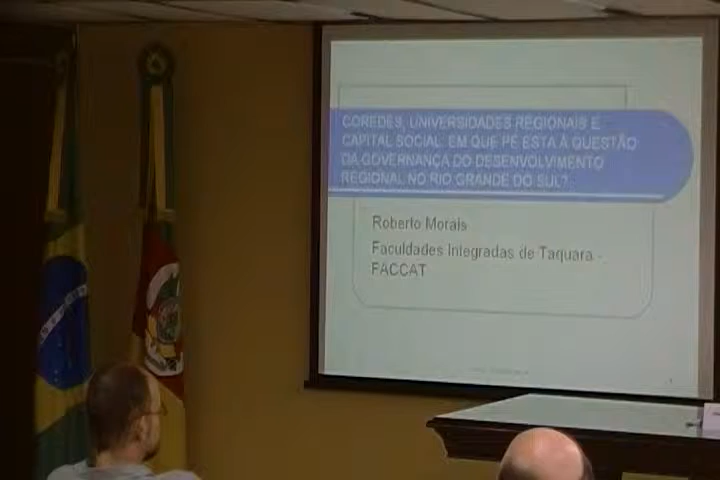 COREDES, UNIVERSIDADES REGIONAIS E
CAPITAL SOCIAL: EM QUE PÉ ESTÁ A QUESTÃO
DA GOVERNANÇA DO DESENVOLVIMENTO
REGIONAL NO RIO GRANDE DO SUL?
Roberto Morais
Faculdades Integradas de Taquara -
FACCAT